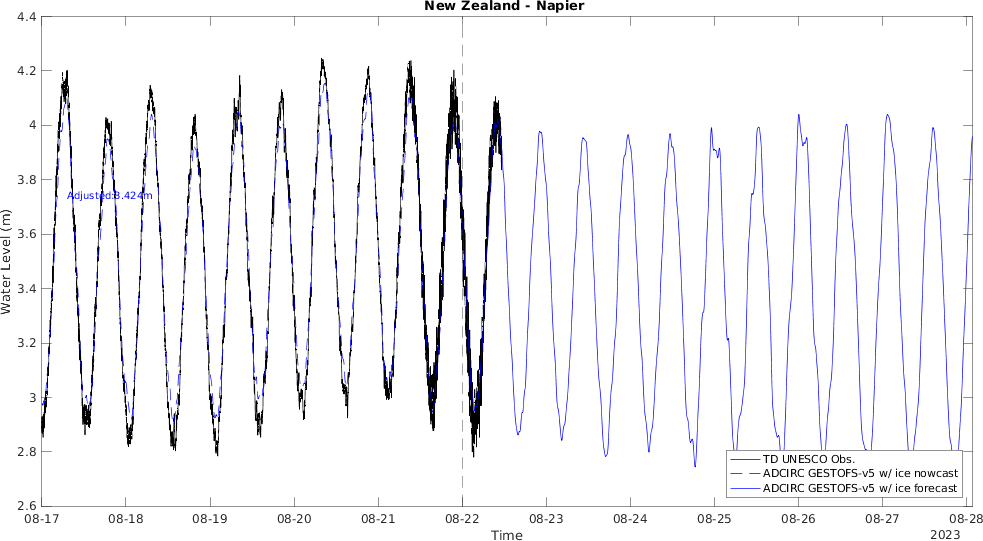 New Zealand - Napier
4.4
4.2
4
3.8
3.6
3.4
3.2
3
2.8
2.6
Water Level (m)
Adjusted:3.424m
TD UNESCO Obs.
ADCIRC GESTOFS-v5 w/ ice nowcast
ADCIRC GESTOFS-v5 w/ ice forecast
08-17 08-18 08-19 08-20 08-21 08-22 08-23 08-24 08-25 08-26 08-27 08-28
Time
2023